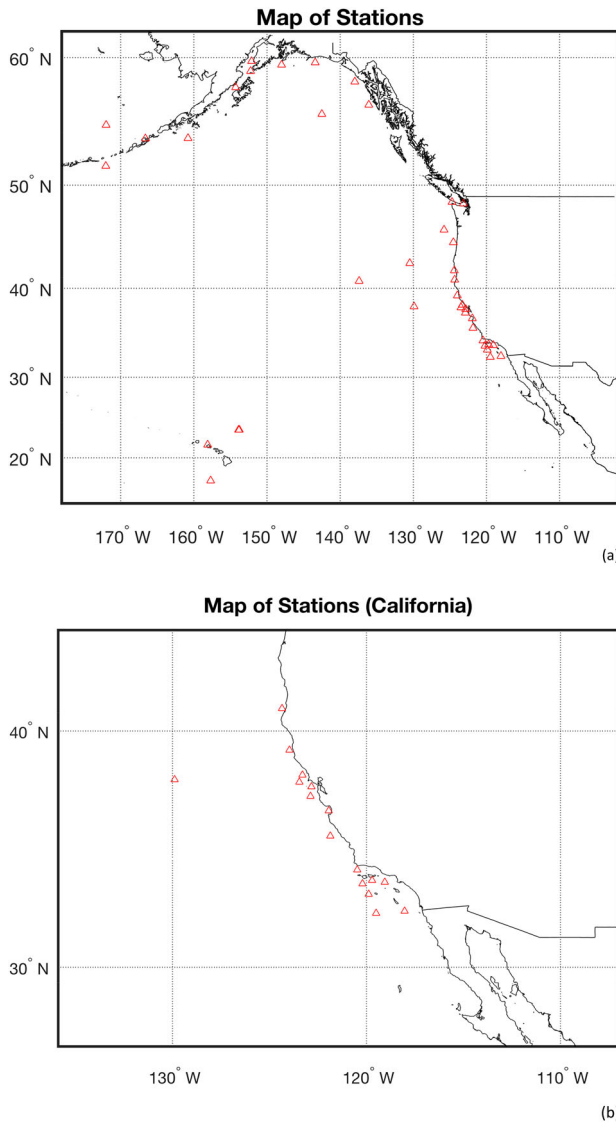 Map of Stations
60° N
50° N
40° N
30° N
20° N
170° W 160° W 150° W 140° W 130° W 120° W 110° W
(a)
Map of Stations (California)
40° N
30° N
130° W 120° W 110° W
(b)